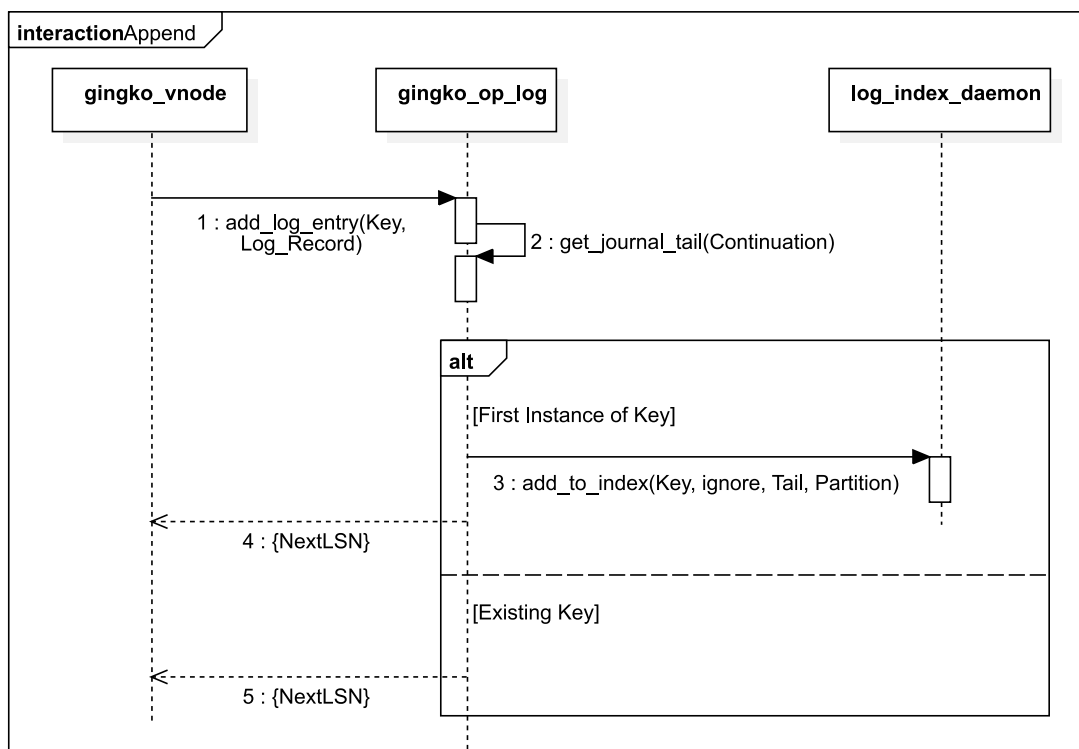 interactionAppend
gingko_vnode
gingko_op_log
log_index_daemon
1 : add_log_entry(Key,
Log_Record)
2 : get_journal_tail(Continuation)
alt
[First Instance of Key]
3 : add_to_index(Key, ignore, Tail, Partition)
4 : {NextLSN}
[Existing Key]
5 : {NextLSN}